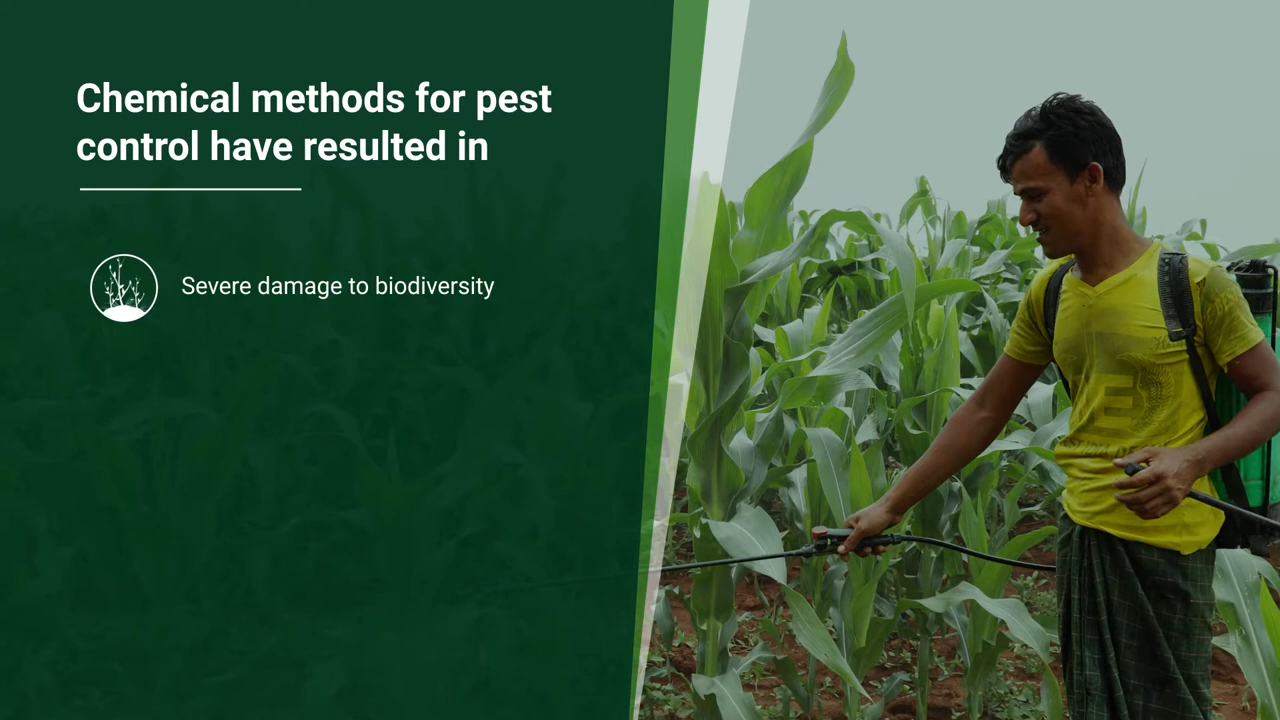 Chemical methods for pest
control have resulted in
Severe damage to biodiversity
E